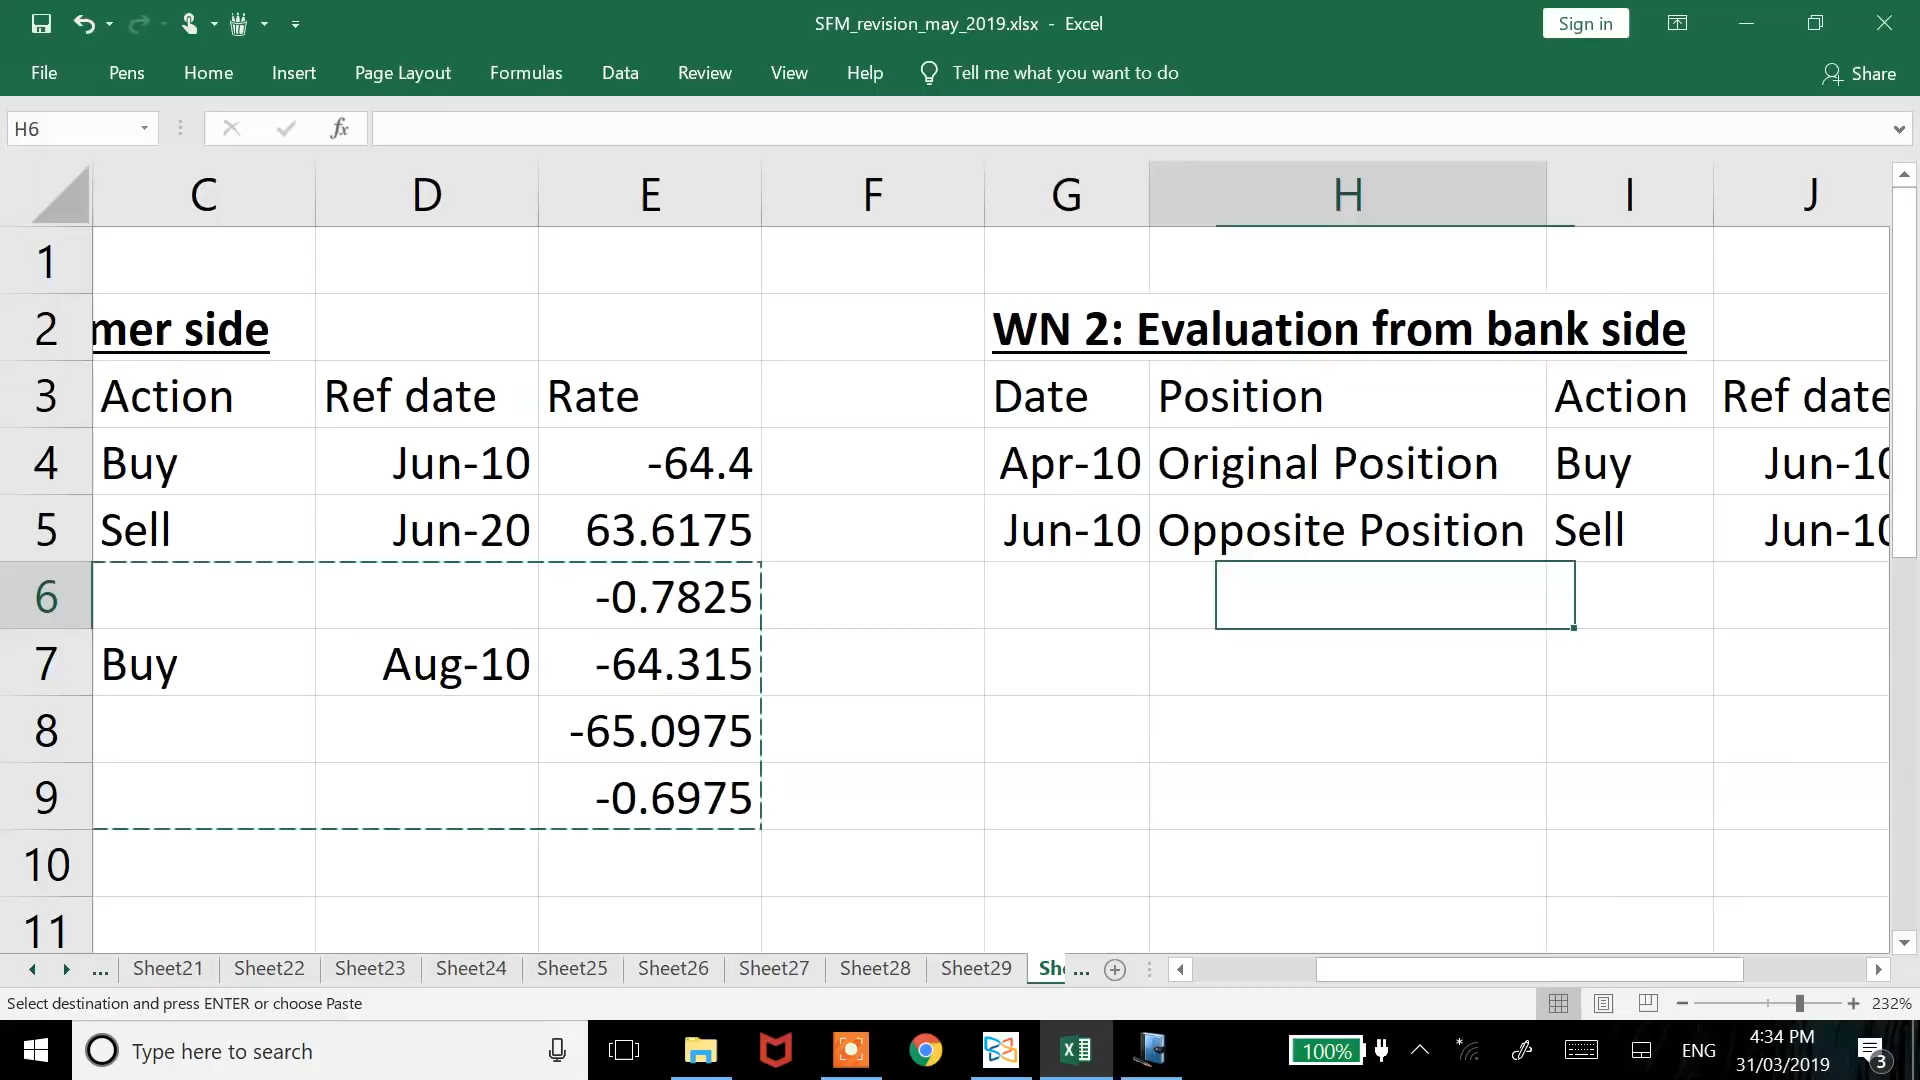 SFM_revision_may_2019.xlsx - Excel
Sign in
File Pens Home Insert Page Layout Formulas Data Review View Help Tell me what you want to do Share
H6 fx
C D E F G H I J
1
2 mer side WN 2: Evaluation from bank side
3 Action Ref date Rate Date Position Action Ref date
4 Buy Jun-10 -64.4 Apr-10 Original Position Buy Jun-10
5 Sell Jun-20 63.6175 Jun-10 Opposite Position Sell Jun-10
6 -0.7825
7 Buy Aug-10 -64.315
8 -65.0975
9 -0.6975
10
11
... Sheet21 Sheet22 Sheet23 Sheet24 Sheet25 Sheet26 Sheet27 Sheet28 Sheet29 She ...
Select destination and press ENTER or choose Paste 232%
Type here to search 100% ENG 4:34 PM
31/03/2019 3